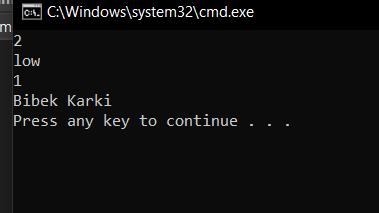 C:\Windows\system32\cmd.exe
2
low
1
Bibek Karki
Press any key to continue . . .